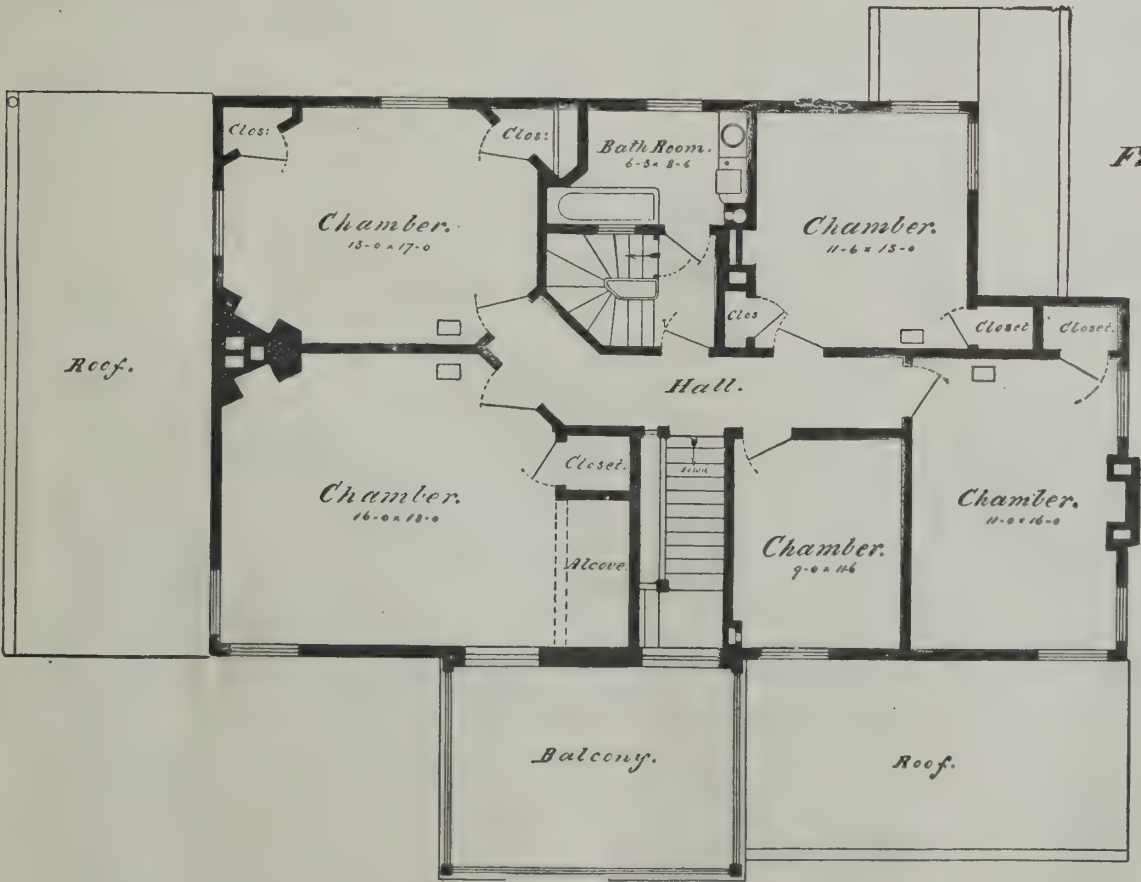 Clos:
Clos:
Bath Room.
6-3 x 8-6
Chamber.
13-0 x 17-0
Chamber.
11-6 x 13-0
Clos
Closet
Closet.
Roof.
Hall.
Chamber.
16-0 x 18-0
Closet.
Down
Alcove.
Chamber.
9-0 x 11-6
Chamber.
11-0 x 16-0
Balcony.
Roof.